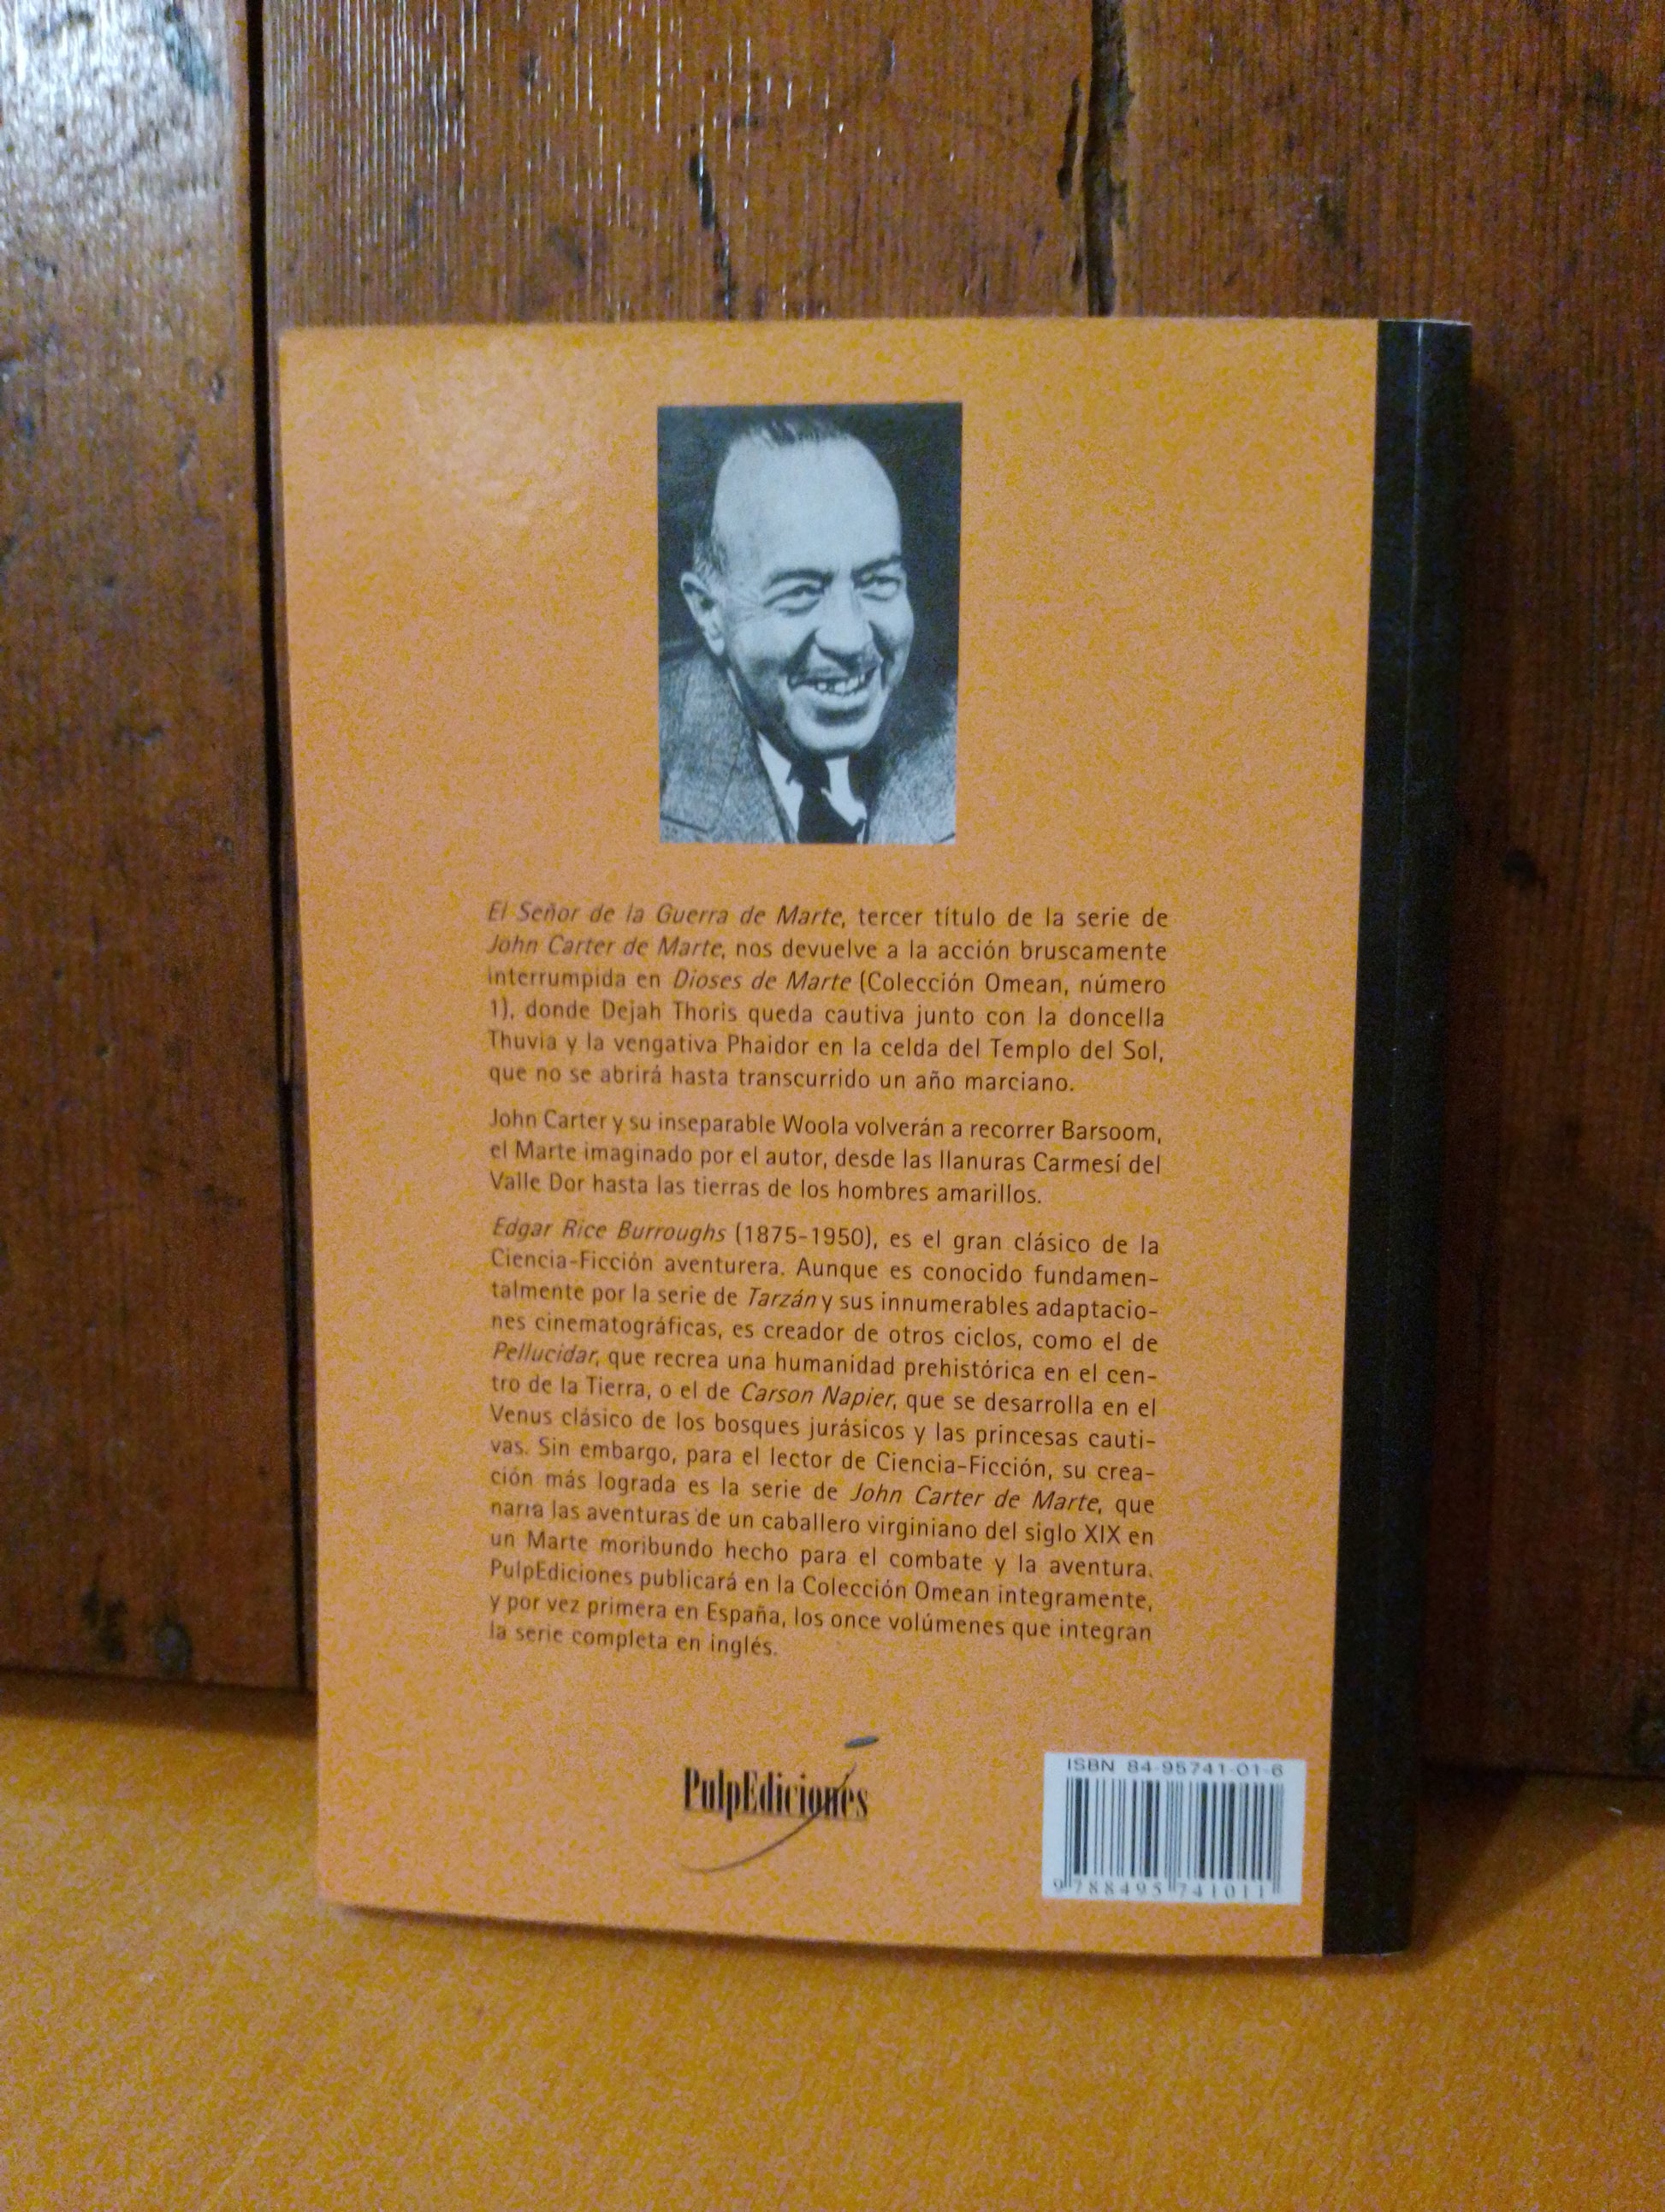 El Señor de la Guerra de Marte, tercer título de la serie de
John Carter de Marte, nos devuelve a la acción bruscamente
interrumpida en Dioses de Marte (Colección Omean, número
1), donde Dejah Thoris queda cautiva junto con la doncella
Thuvia y la vengativa Phaidor en la celda del Templo del Sol,
que no se abrirá hasta transcurrido un año marciano.
John Carter y su inseparable Woola volverán a recorrer Barsoom,
el Marte imaginado por el autor, desde las llanuras Carmesí del
Valle Dor hasta las tierras de los hombres amarillos.
Edgar Rice Burroughs (1875-1950), es el gran clásico de la
Ciencia-Ficción aventurera. Aunque es conocido fundamen-
talmente por la serie de Tarzán y sus innumerables adaptacio-
nes cinematográficas, es creador de otros ciclos, como el de
Pellucidar, que recrea una humanidad prehistórica en el cen-
tro de la Tierra, o el de Carson Napier, que se desarrolla en el
Venus clásico de los bosques jurásicos y las princesas cauti-
vas. Sin embargo, para el lector de Ciencia-Ficción, su crea-
ción más lograda es la serie de John Carter de Marte, que
narra las aventuras de un caballero virginiano del siglo XIX en
un Marte moribundo hecho para el combate y la aventura.
PulpEdiciones publicará en la Colección Omean integramente,
y por vez primera en España, los once volúmenes que integran
la serie completa en inglés.
PulpEdiciones
ISBN 84-95741-01-6
9 788495 741011